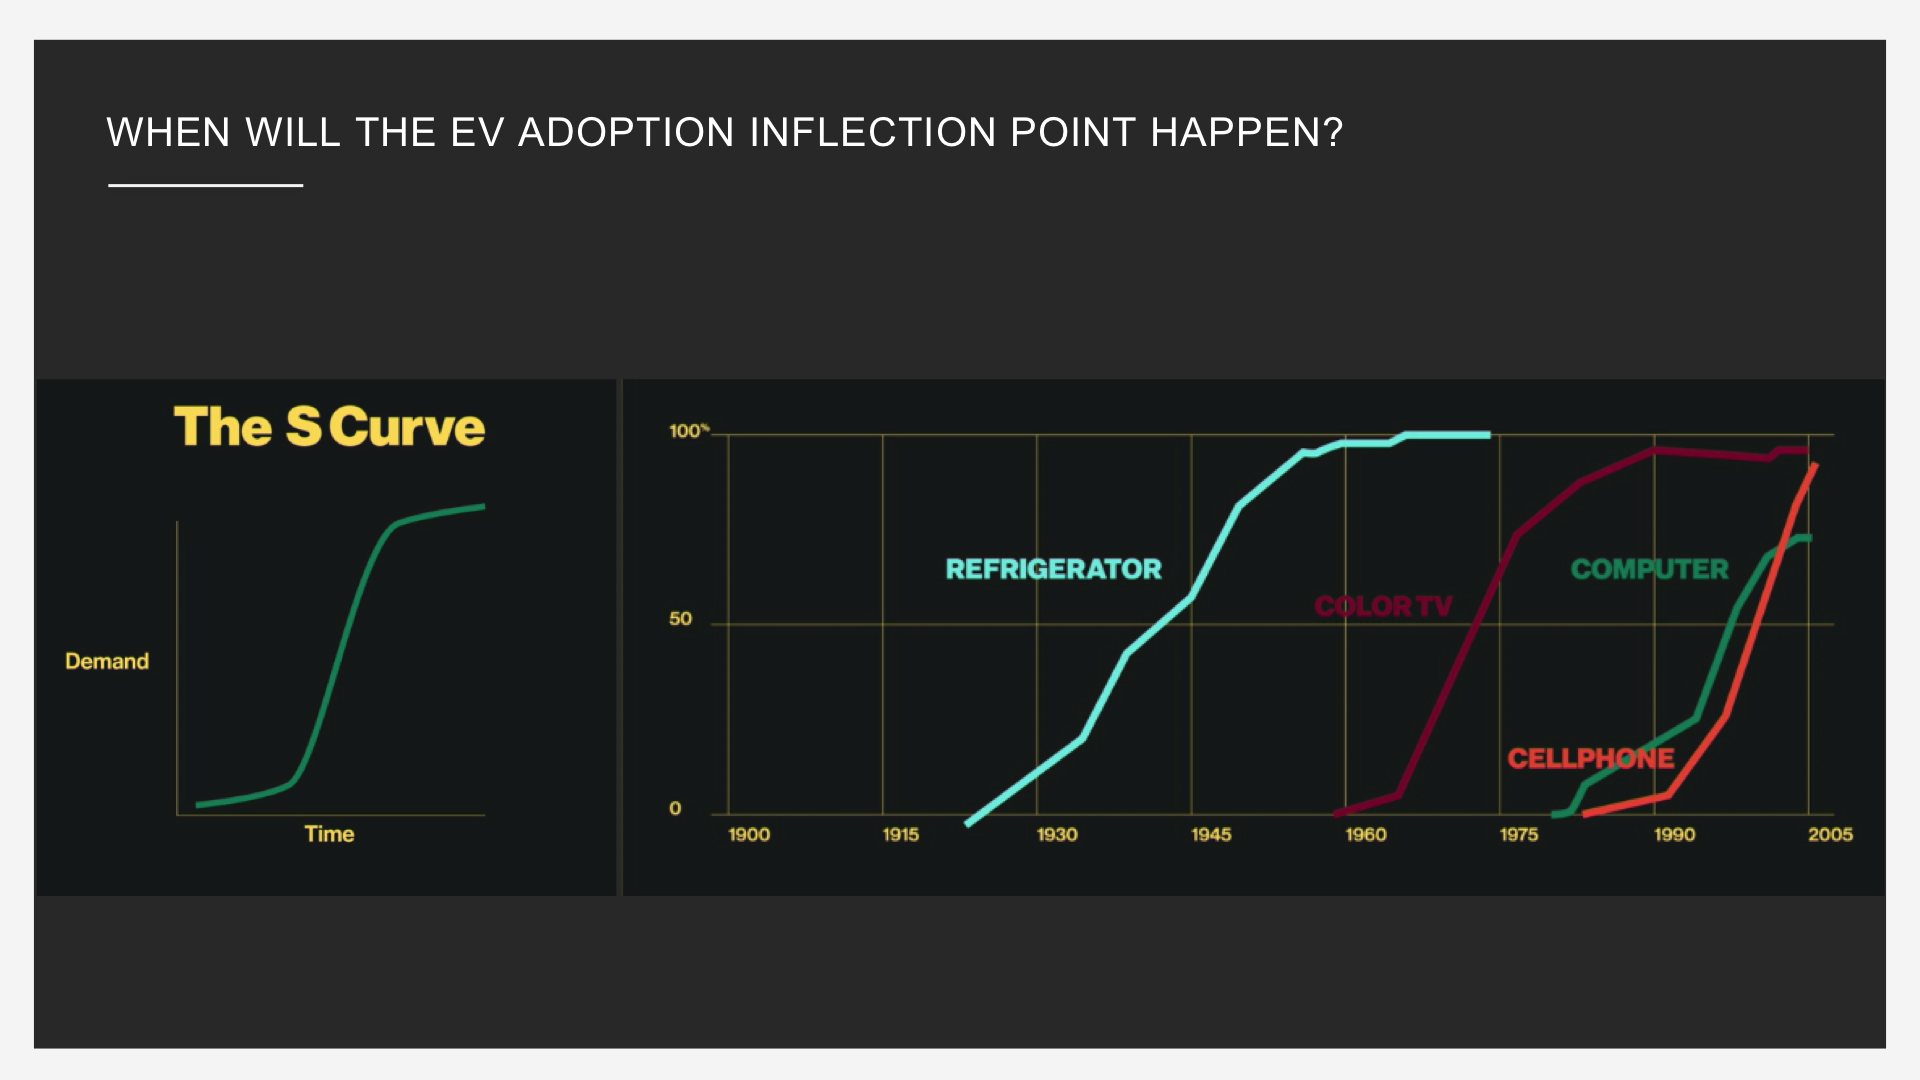 WHEN WILL THE EV ADOPTION INFLECTION POINT HAPPEN?
The S Curve
Demand
Time
100%
50
0
REFRIGERATOR
COLOR TV
COMPUTER
CELLPHONE
1900 1915 1930 1945 1960 1975 1990 2005